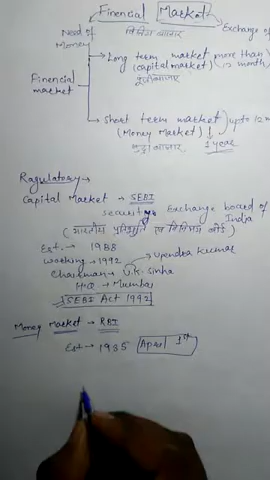 Financial Market
वित्तिय बाजार
Need of Money
Exchange of
Financial market
Long term market more than
(capital market) 12 month
पूंजीबाजार
Short term market upto 12 m
(Money Market) 1 year
मुद्रा बाजार
Ragulatory
Capital Market → SEBI
Security Exchange board of India
(भारतीय प्रतिभूति एवं विनिमय बोर्ड)
Est. → 1988
Working → 1992
Upendra Kumar
Chairman → U.K. Sinha
H.Q → Mumbai
SEBI Act 1992
Money Market → RBI
Est → 1935 April 1st